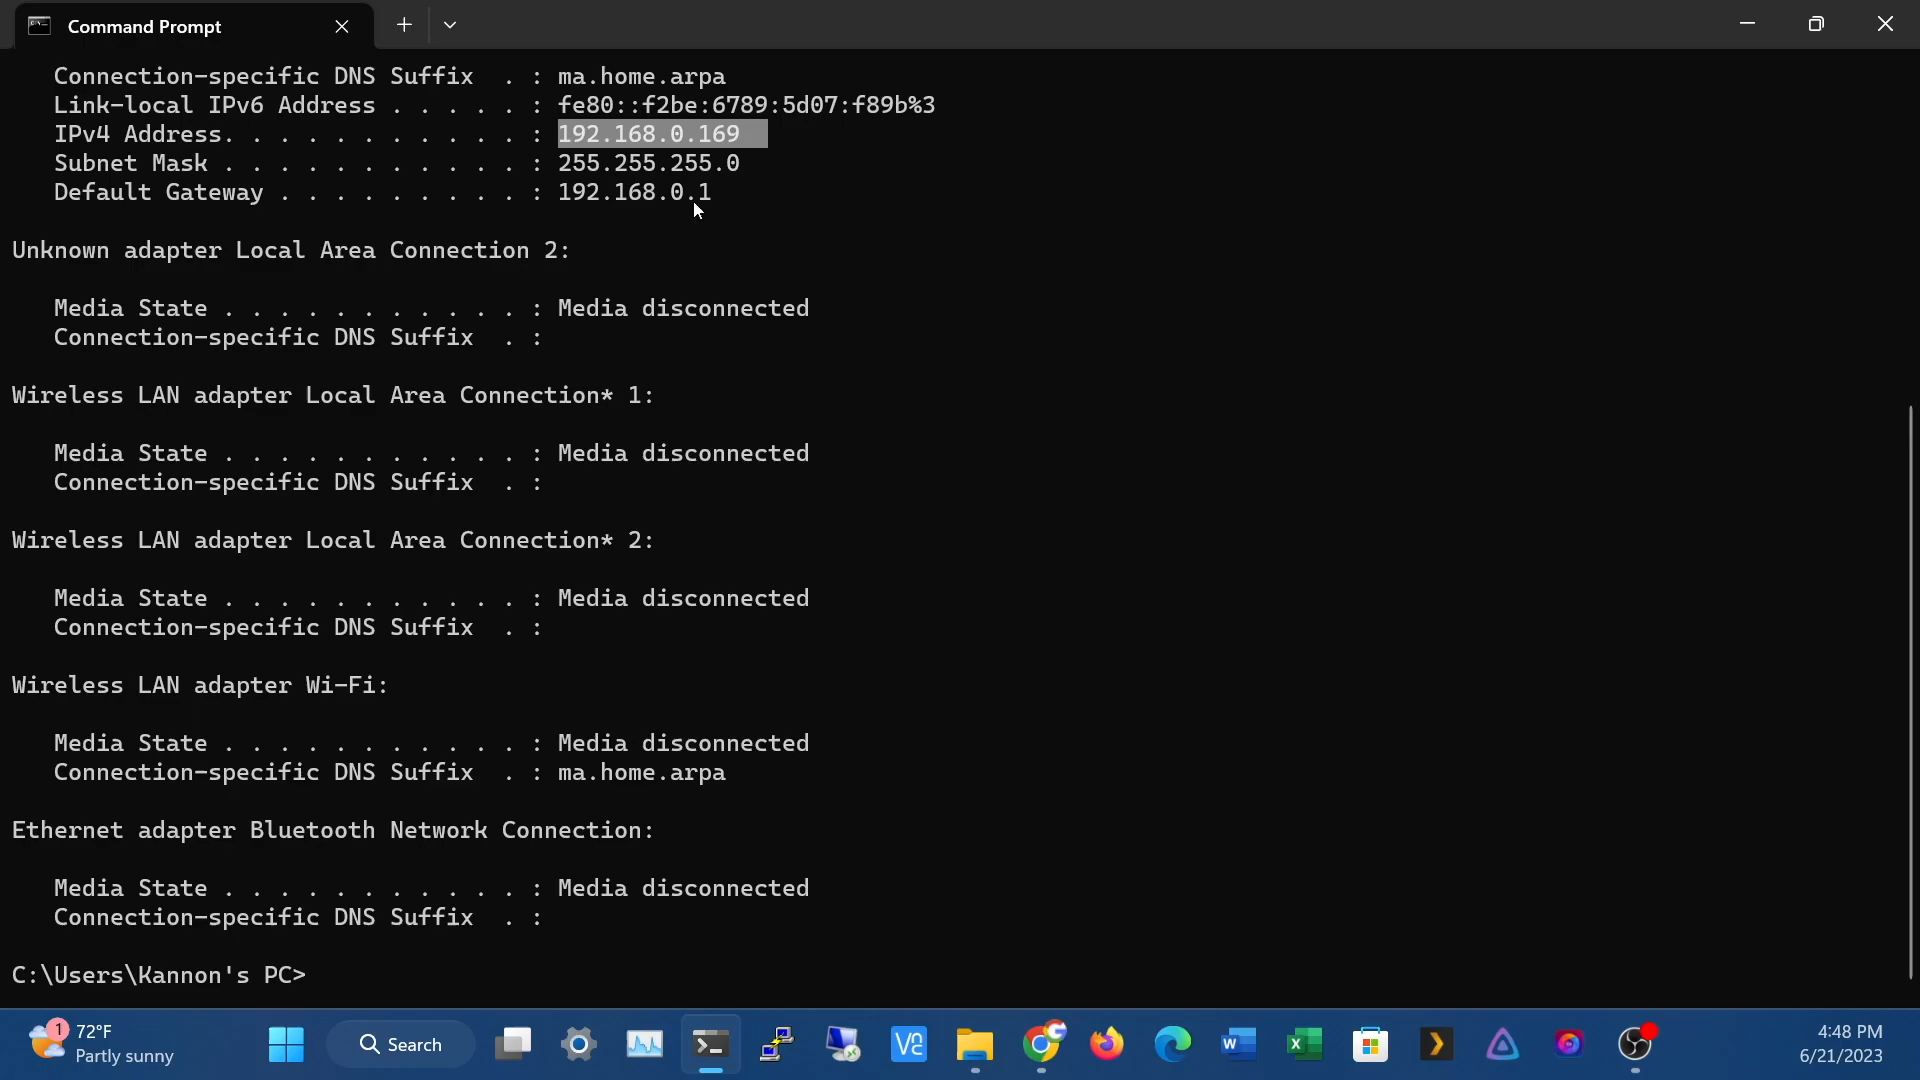 Command Prompt
Connection-specific DNS Suffix  . : ma.home.arpa
Link-local IPv6 Address . . . . . : fe80::f2be:6789:5d07:f89b%3
IPv4 Address. . . . . . . . . . . : 192.168.0.169
Subnet Mask . . . . . . . . . . . : 255.255.255.0
Default Gateway . . . . . . . . . : 192.168.0.1
Unknown adapter Local Area Connection 2:
Media State . . . . . . . . . . . : Media disconnected
Connection-specific DNS Suffix  . :
Wireless LAN adapter Local Area Connection* 1:
Media State . . . . . . . . . . . : Media disconnected
Connection-specific DNS Suffix  . :
Wireless LAN adapter Local Area Connection* 2:
Media State . . . . . . . . . . . : Media disconnected
Connection-specific DNS Suffix  . :
Wireless LAN adapter Wi-Fi:
Media State . . . . . . . . . . . : Media disconnected
Connection-specific DNS Suffix  . : ma.home.arpa
Ethernet adapter Bluetooth Network Connection:
Media State . . . . . . . . . . . : Media disconnected
Connection-specific DNS Suffix  . :
C:\Users\Kannon's PC>
1 72°F
Partly sunny
Search
4:48 PM
6/21/2023